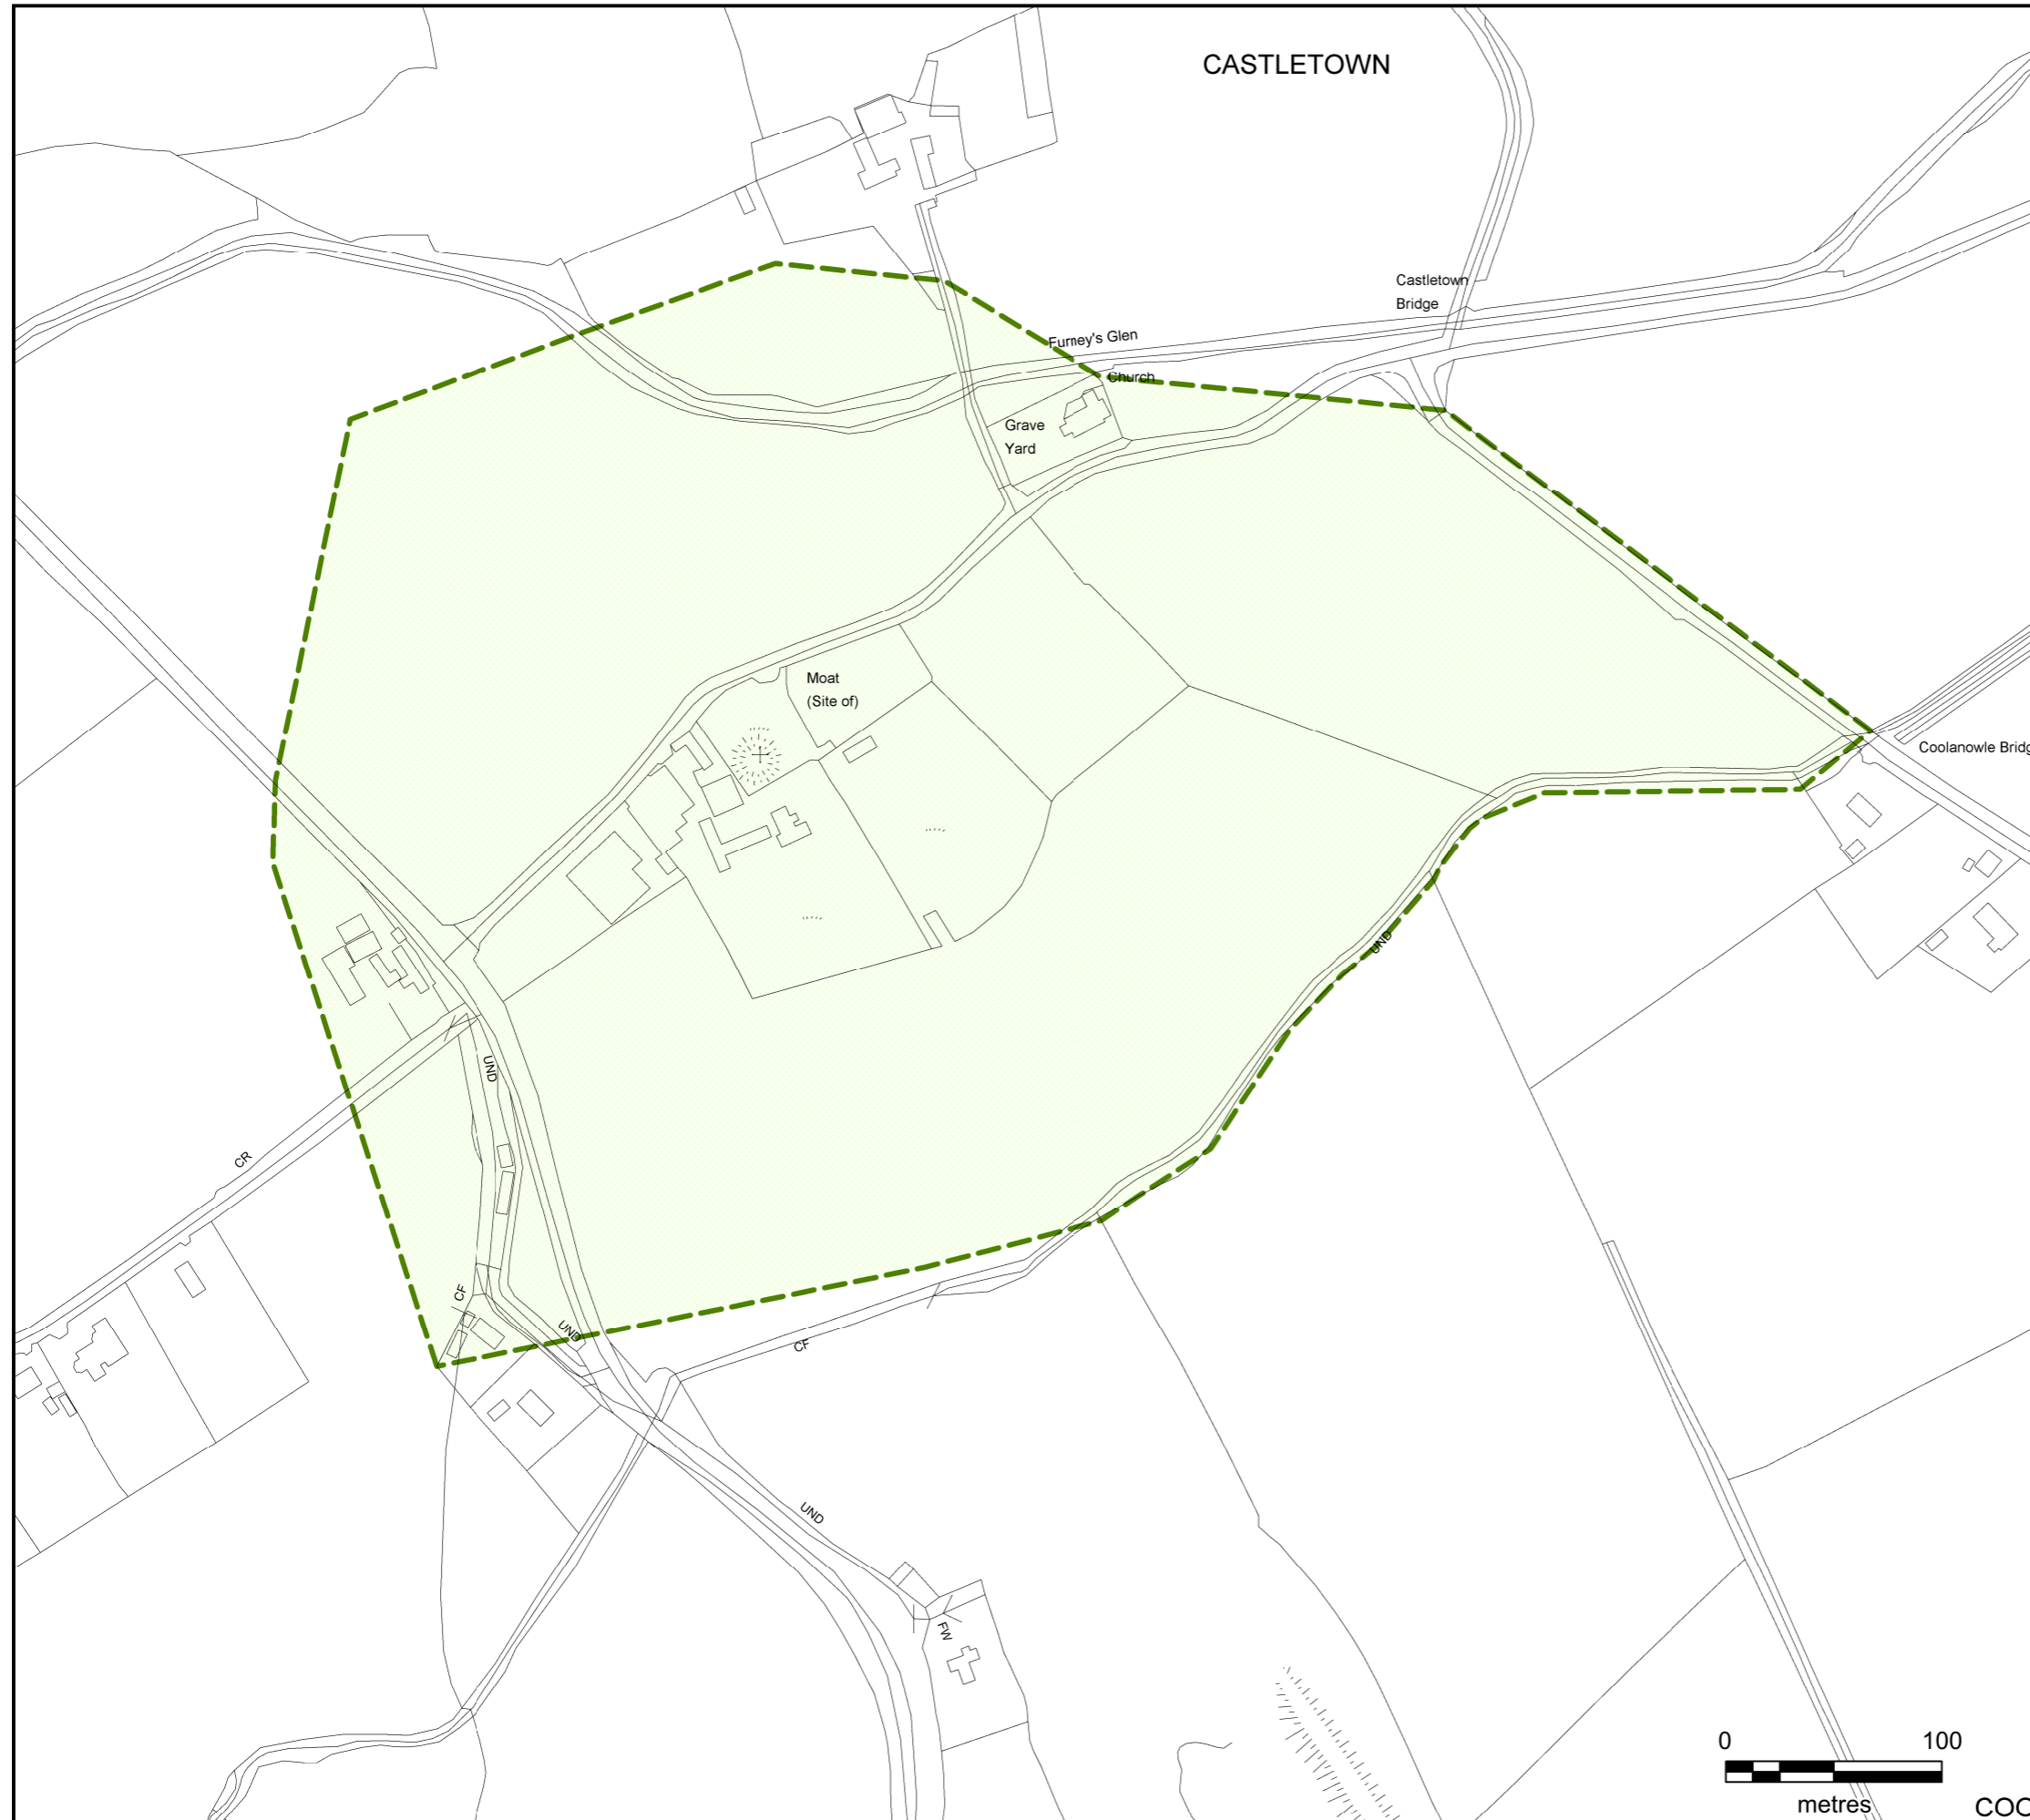 CASTLETOWN
Castletown
Bridge
Furney's Glen
Church
Grave
Yard
Moat
(Site of)
Coolanowle Bridg
UND
UND
CR
CF
UND
CF
UND
FW
0 100
metres
COO